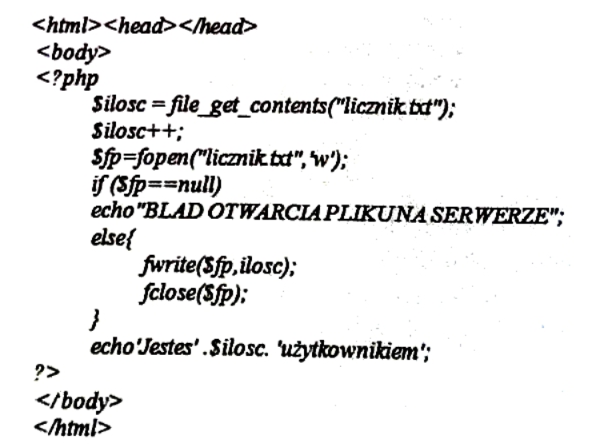 <html><head></head>
<body>
<?php
$ilosc = file_get_contents("licznik.txt");
$ilosc++;
$fp=fopen("licznik.txt",'w');
if ($fp==null)
echo "BLAD OTWARCIA PLIKU NA SERWERZE";
else{
fwrite($fp,ilosc);
fclose($fp);
}
echo 'Jestes' .$ilosc. 'użytkownikiem';
?>
</body>
</html>